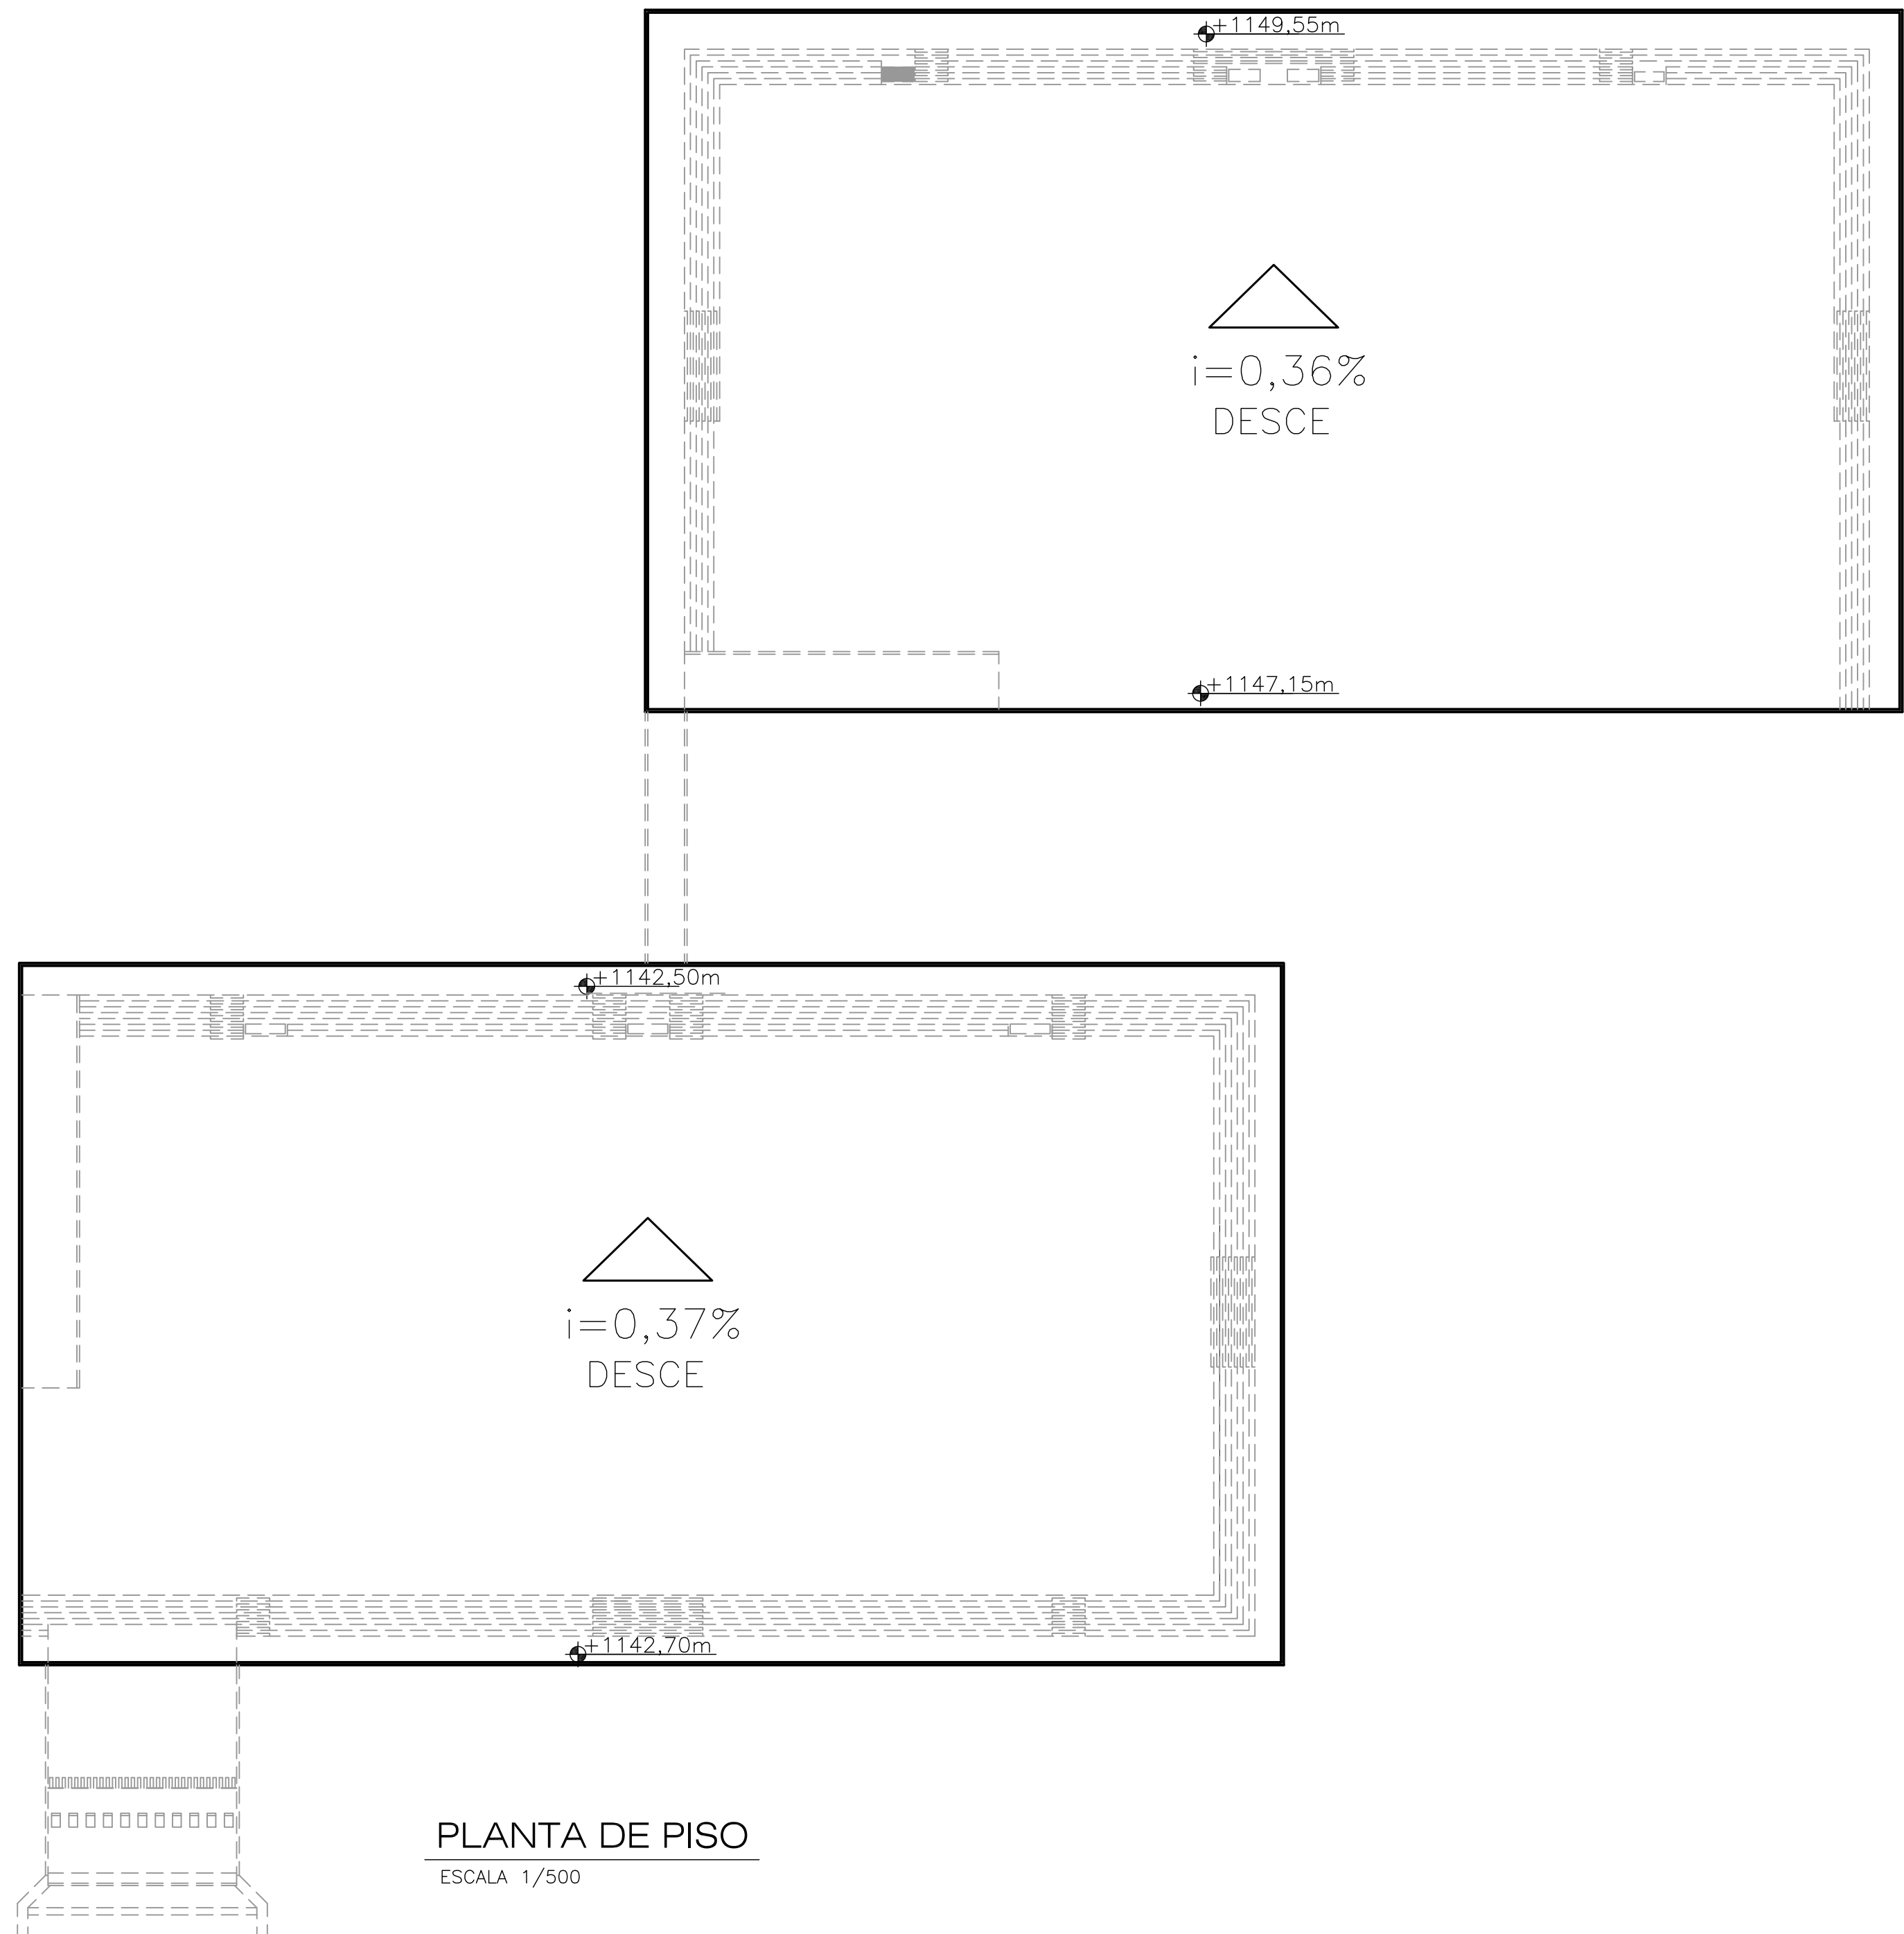 +1149,55m
i=0,36%
DESCE
+1147,15m
+1142,50m
i=0,37%
DESCE
+1142,70m
PLANTA DE PISO
ESCALA 1/500